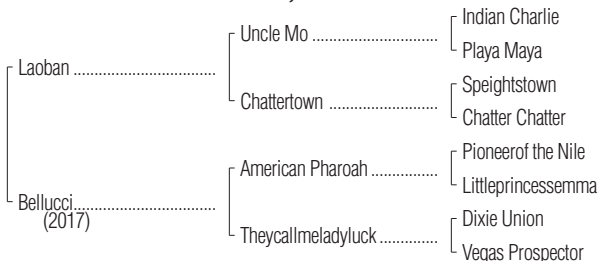 Indian Charlie
Uncle Mo ..........................
Playa Maya
Laoban .................................
Speightstown
Chattertown ......................
Chatter Chatter
Pioneerof the Nile
American Pharoah ..............
Littleprincessemma
Bellucci.................................
(2017)
Dixie Union
Theycallmeladyluck .............
Vegas Prospector